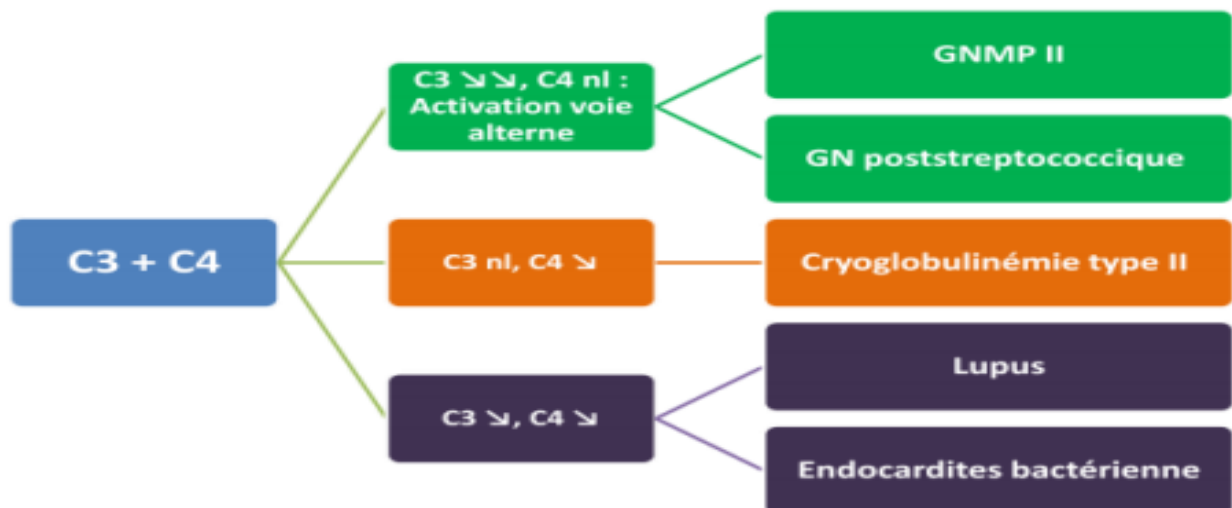 C3 + C4
C3 ↘↘, C4 nl :
Activation voie
alterne
GNMP II
GN poststreptococcique
C3 nl, C4 ↘
Cryoglobulinémie type II
C3 ↘, C4 ↘
Lupus
Endocardites bactérienne